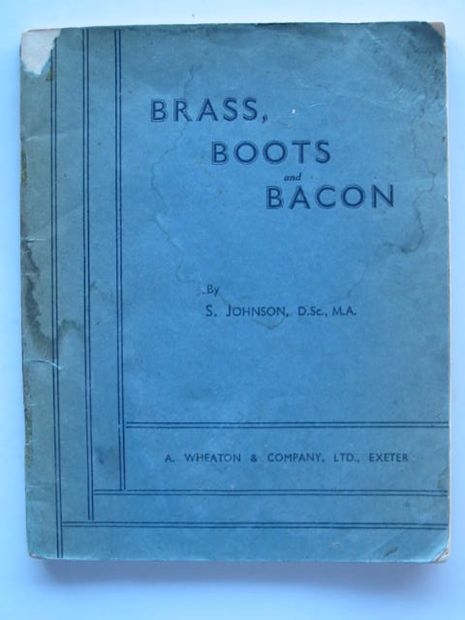 BRASS,
BOOTS
and
BACON
By
S. JOHNSON, D.Sc., M.A.
A. WHEATON & COMPANY, LTD., EXETER